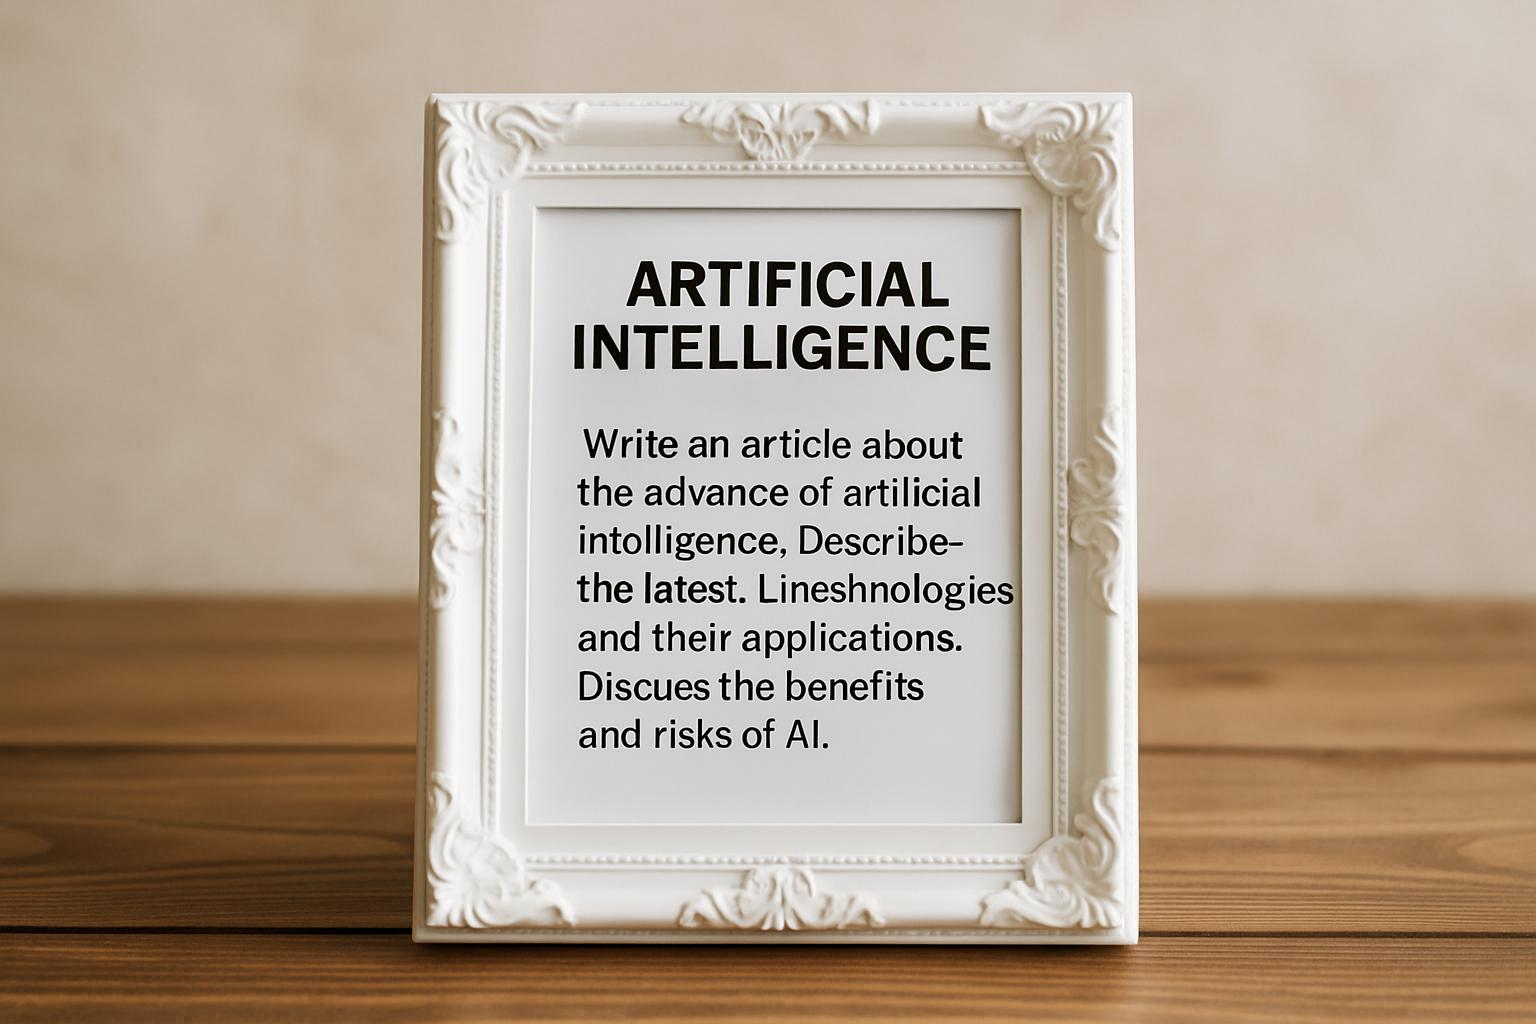 ARTIFICIAL
INTELLIGENCE
Write an article about
the advance of artilicial
intolligence, Describe–
the latest. Lineshnologies
and their applications.
Discues the benefits
and risks of AI.